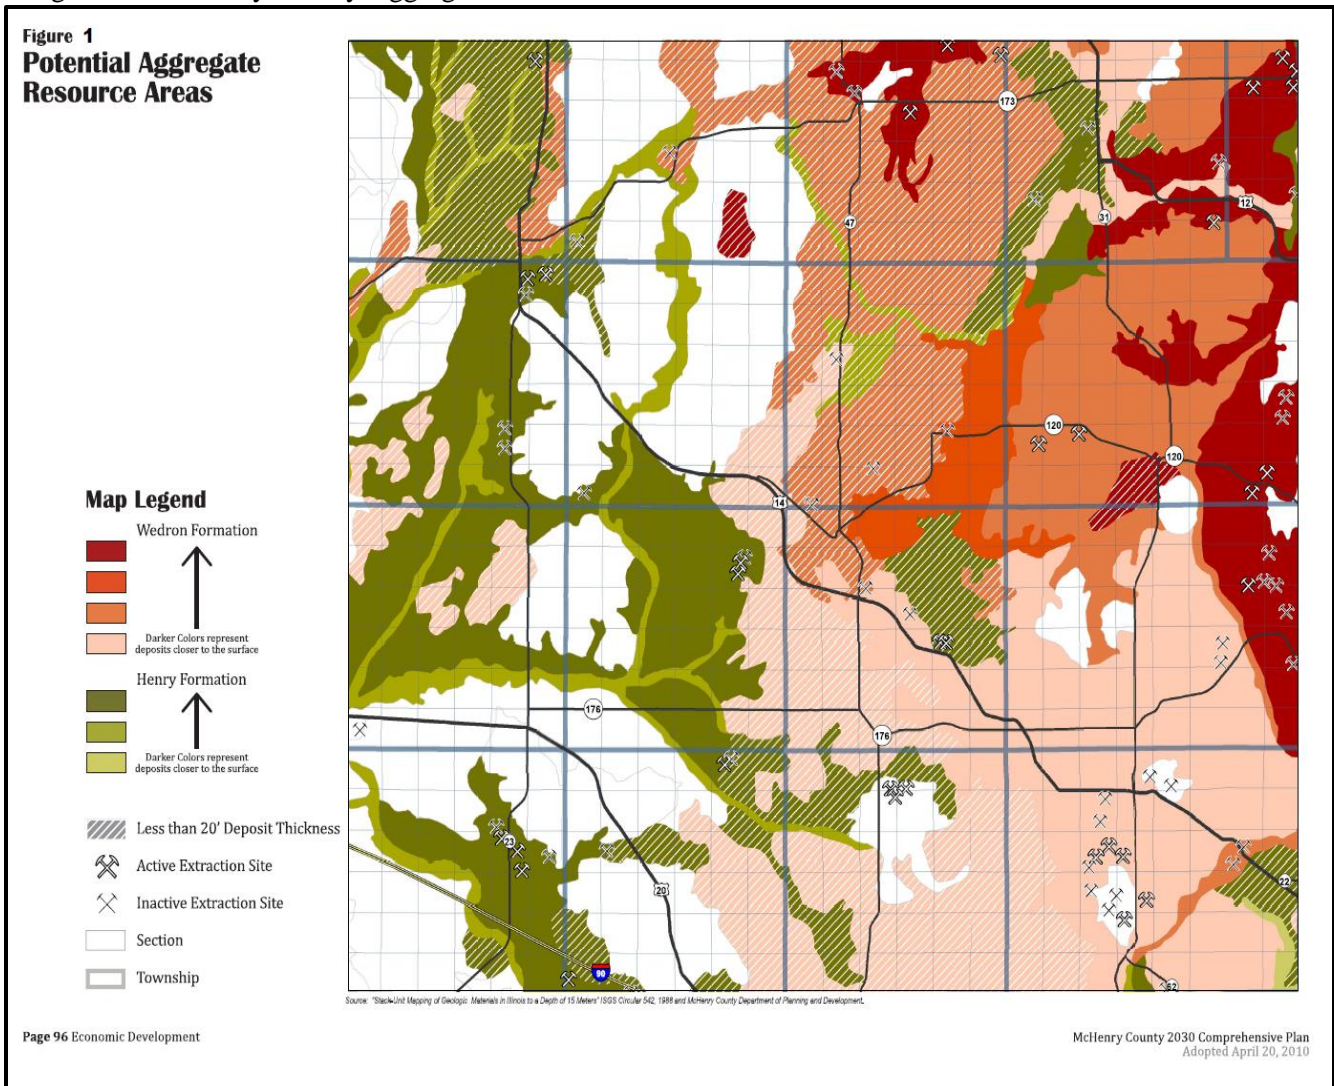 Figure 1
Potential Aggregate
Resource Areas
Map Legend
Wedron Formation
Darker Colors represent
deposits closer to the surface
Henry Formation
Darker Colors represent
deposits closer to the surface
Less than 20' Deposit Thickness
Active Extraction Site
Inactive Extraction Site
Section
Township
173
47
31
12
120
120
14
176
176
23
20
22
90
62
Source: "Stack-Unit Mapping of Geologic Materials in Illinois to a Depth of 15 Meters" ISGS Circular 542, 1988 and McHenry County Department of Planning and Development.
Page 96 Economic Development
McHenry County 2030 Comprehensive Plan
Adopted April 20, 2010